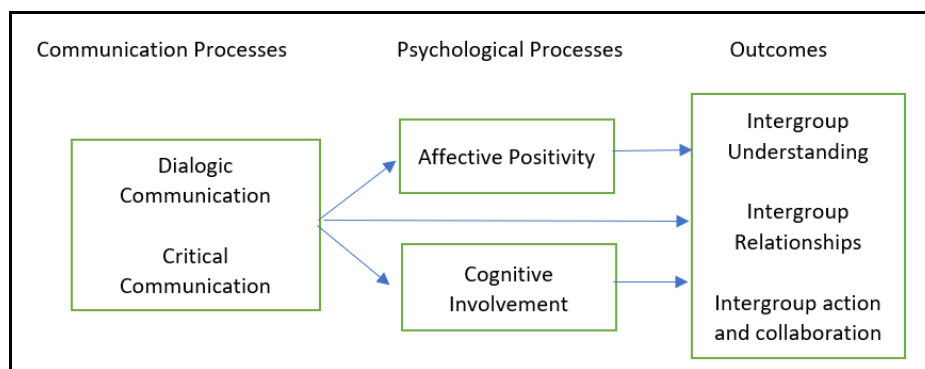 Communication Processes
Psychological Processes
Outcomes
Dialogic
Communication
Critical
Communication
Affective Positivity
Cognitive
Involvement
Intergroup
Understanding
Intergroup
Relationships
Intergroup action
and collaboration